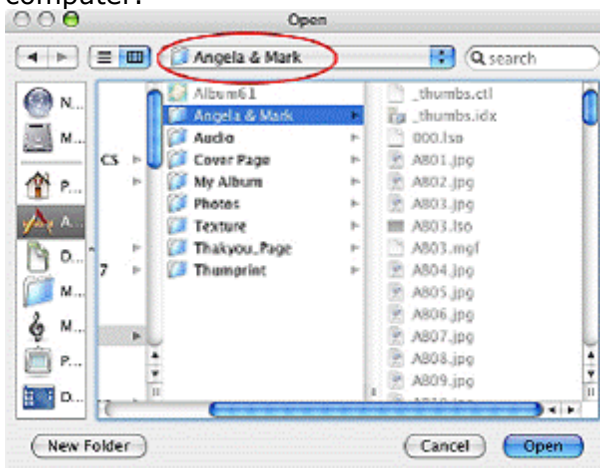 computer?
Open
Angela & Mark
search
N...
M...
P...
A...
D...
M...
M...
P...
D...
CS
7
Album61
Angela & Mark
Audio
Cover Page
My Album
Photos
Texture
Thakyou_Page
Thumprint
_thumbs.ctl
_thumbs.idx
000.lso
A801.jpg
A802.jpg
A803.jpg
A803.lso
A803.mgf
A804.jpg
A805.jpg
A806.jpg
A807.jpg
A808.jpg
A809.jpg
New Folder
Cancel
Open